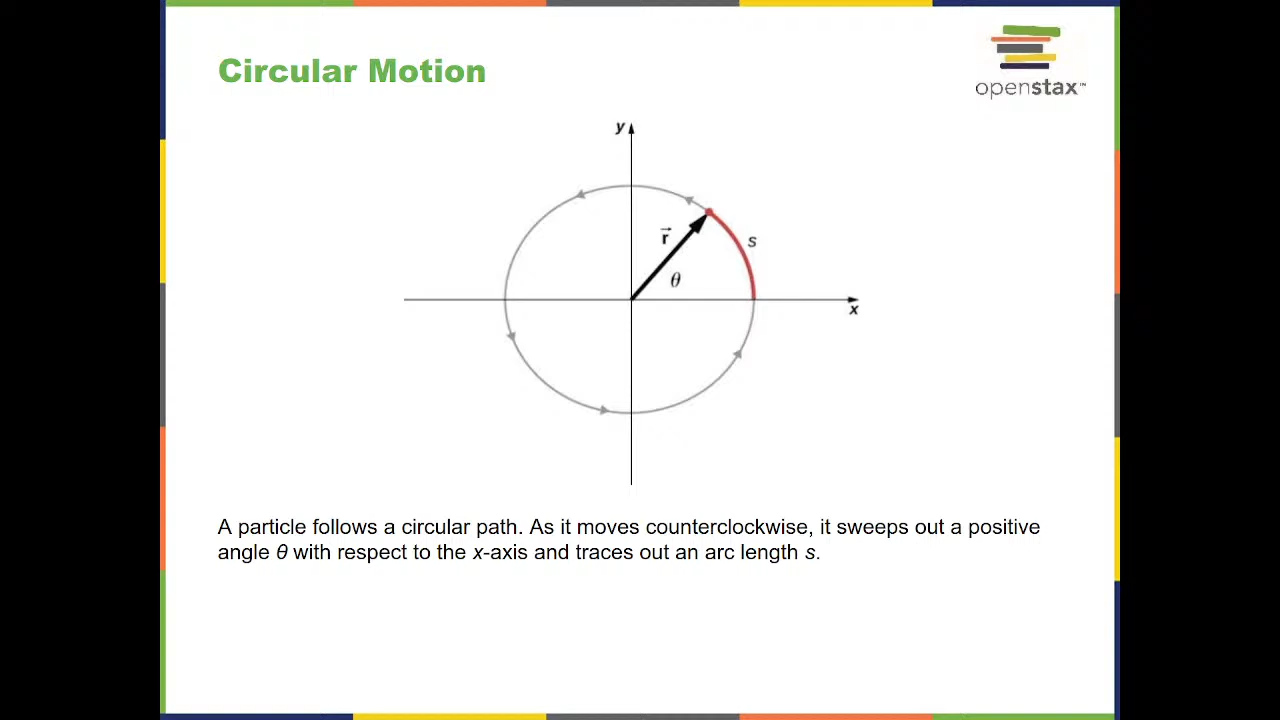 Circular Motion
openstax™
y
r⃗
s
θ
x
A particle follows a circular path. As it moves counterclockwise, it sweeps out a positive
angle θ with respect to the x-axis and traces out an arc length s.